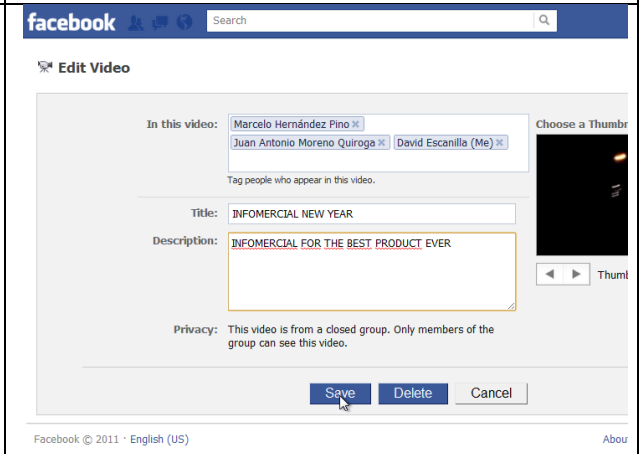 facebook Search
Edit Video
In this video: Marcelo Hernández Pino × Choose a Thumbn
Juan Antonio Moreno Quiroga × David Escanilla (Me) ×
Tag people who appear in this video.
Title: INFOMERCIAL NEW YEAR
Description: INFOMERCIAL FOR THE BEST PRODUCT EVER
Thumb
Privacy: This video is from a closed group. Only members of the
group can see this video.
Save Delete Cancel
Facebook © 2011 · English (US) Abou